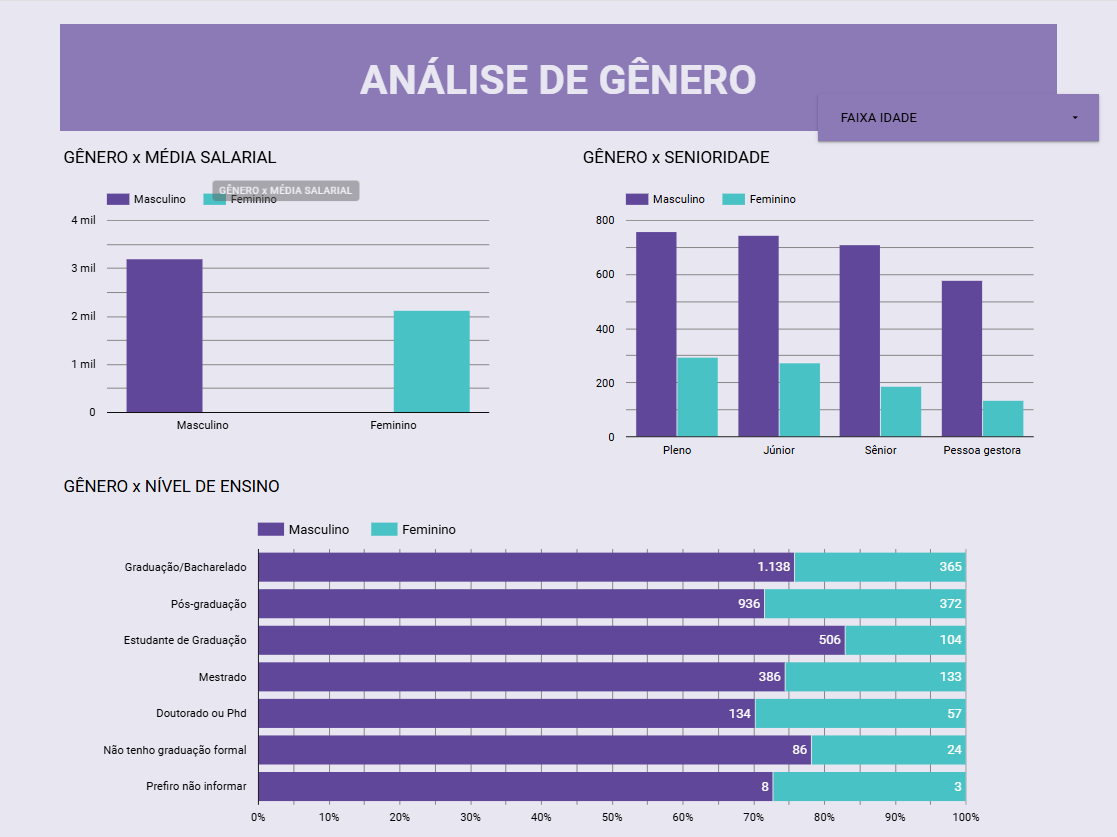 ANÁLISE DE GÊNERO
FAIXA IDADE
GÊNERO x MÉDIA SALARIAL
GÊNERO x MÉDIA SALARIAL
Masculino Feminino
4 mil
3 mil
2 mil
1 mil
0
Masculino Feminino
GÊNERO x SENIORIDADE
Masculino Feminino
800
600
400
200
0
Pleno Júnior Sênior Pessoa gestora
GÊNERO x NÍVEL DE ENSINO
Masculino Feminino
Graduação/Bacharelado 1.138 365
Pós-graduação 936 372
Estudante de Graduação 506 104
Mestrado 386 133
Doutorado ou Phd 134 57
Não tenho graduação formal 86 24
Prefiro não informar 8 3
0% 10% 20% 30% 40% 50% 60% 70% 80% 90% 100%